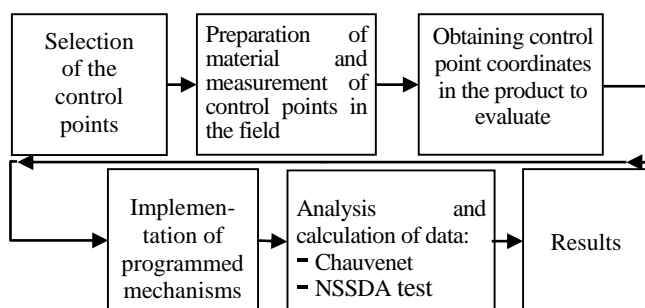 Selection
of the
control
points
Preparation of
material and
measurement of
control points in
the field
Obtaining control
point coordinates
in the product to
evaluate
Implemen-
tation of
programmed
mechanisms
Analysis and
calculation of data:
- Chauvenet
- NSSDA test
Results